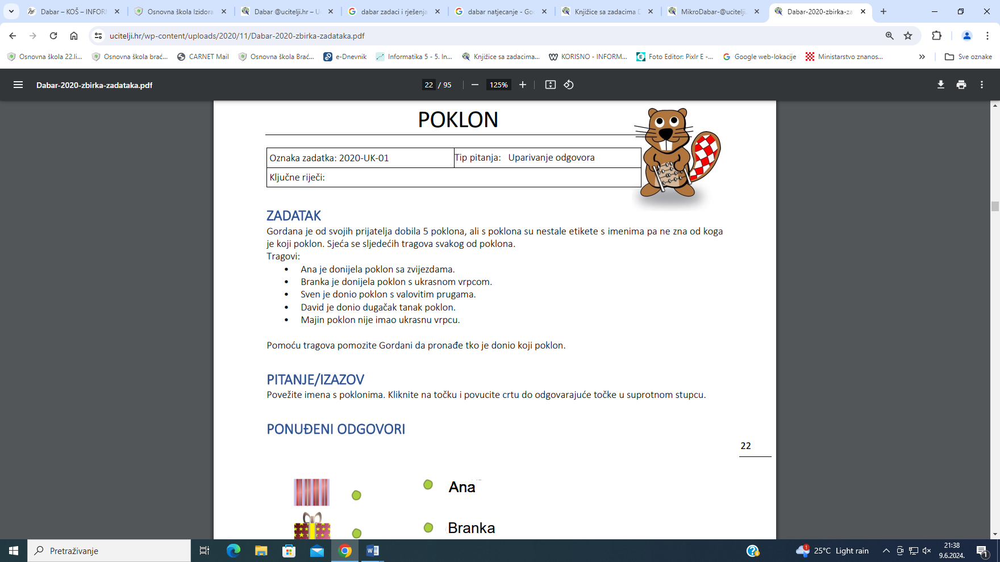 Dabar – KOŠ – INFORM
Osnovna škola Izidora
Dabar @ucitelji.hr – U
dabar zadaci i rješenja
dabar natjecanje - Goo
Knjižice sa zadacima D
MikroDabar-@ucitelji.
Dabar-2020-zbirka-za
ucitelji.hr/wp-content/uploads/2020/11/Dabar-2020-zbirka-zadataka.pdf
Osnovna škola 22.li...
Osnovna škola brać...
CARNET Mail
Osnovna škola Brać...
e-Dnevnik
Informatika 5 - 5. In...
Knjižice sa zadacima...
KORISNO - INFORM...
Foto Editor: Pixlr E -...
Google web-lokacije
Ministarstvo znanos...
Sve oznake
Dabar-2020-zbirka-zadataka.pdf
22 / 95
125%
POKLON
Oznaka zadatka: 2020-UK-01
Tip pitanja: Uparivanje odgovora
Ključne riječi:
ZADATAK
Gordana je od svojih prijatelja dobila 5 poklona, ali s poklona su nestale etikete s imenima pa ne zna od koga
je koji poklon. Sjeća se sljedećih tragova svakog od poklona.
Tragovi:
• Ana je donijela poklon sa zvijezdama.
• Branka je donijela poklon s ukrasnom vrpcom.
• Sven je donio poklon s valovitim prugama.
• David je donio dugačak tanak poklon.
• Majin poklon nije imao ukrasnu vrpcu.
Pomoću tragova pomozite Gordani da pronađe tko je donio koji poklon.
PITANJE/IZAZOV
Povežite imena s poklonima. Kliknite na točku i povucite crtu do odgovarajuće točke u suprotnom stupcu.
PONUĐENI ODGOVORI
22
Ana
Branka
Pretraživanje
1
25°C Light rain
21:38
9.6.2024.
1